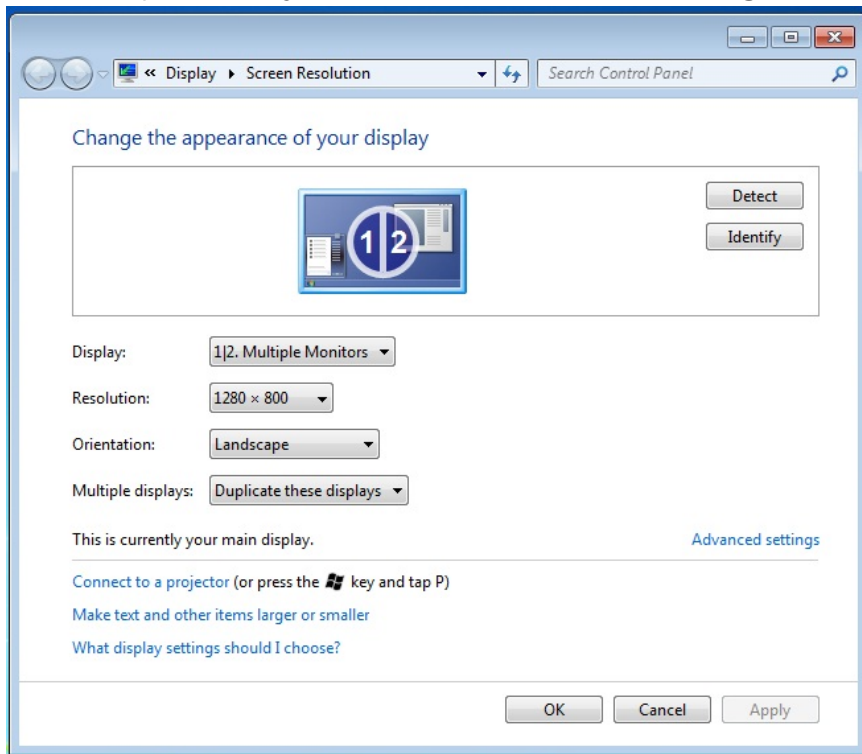 « Display ▸ Screen Resolution
Search Control Panel
Change the appearance of your display
1|2
Detect
Identify
Display: 1|2. Multiple Monitors
Resolution: 1280 × 800
Orientation: Landscape
Multiple displays: Duplicate these displays
This is currently your main display.
Advanced settings
Connect to a projector (or press the key and tap P)
Make text and other items larger or smaller
What display settings should I choose?
OK
Cancel
Apply